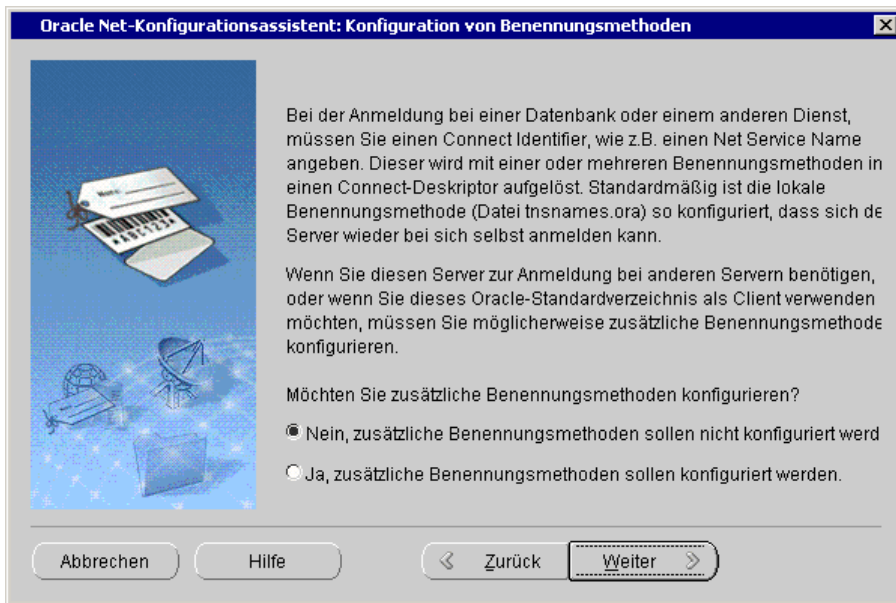 Oracle Net-Konfigurationsassistent: Konfiguration von Benennungsmethoden
Bei der Anmeldung bei einer Datenbank oder einem anderen Dienst,
müssen Sie einen Connect Identifier, wie z.B. einen Net Service Name
angeben. Dieser wird mit einer oder mehreren Benennungsmethoden in
einen Connect-Deskriptor aufgelöst. Standardmäßig ist die lokale
Benennungsmethode (Datei tnsnames.ora) so konfiguriert, dass sich de
Server wieder bei sich selbst anmelden kann.
Wenn Sie diesen Server zur Anmeldung bei anderen Servern benötigen,
oder wenn Sie dieses Oracle-Standardverzeichnis als Client verwenden
möchten, müssen Sie möglicherweise zusätzliche Benennungsmethode
konfigurieren.
Möchten Sie zusätzliche Benennungsmethoden konfigurieren?
Nein, zusätzliche Benennungsmethoden sollen nicht konfiguriert werd
Ja, zusätzliche Benennungsmethoden sollen konfiguriert werden.
Abbrechen
Hilfe
Zurück
Weiter